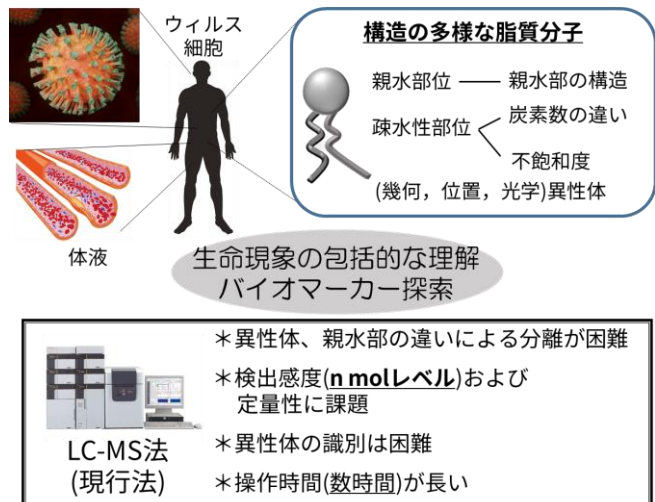 ウィルス
細胞
体液
構造の多様な脂質分子
親水部位 親水部の構造
疎水性部位 炭素数の違い
不飽和度
(幾何，位置，光学)異性体
生命現象の包括的な理解
バイオマーカー探索
LC-MS法
(現行法)
＊異性体、親水部の違いによる分離が困難
＊検出感度(n molレベル)および
定量性に課題
＊異性体の識別は困難
＊操作時間(数時間)が長い